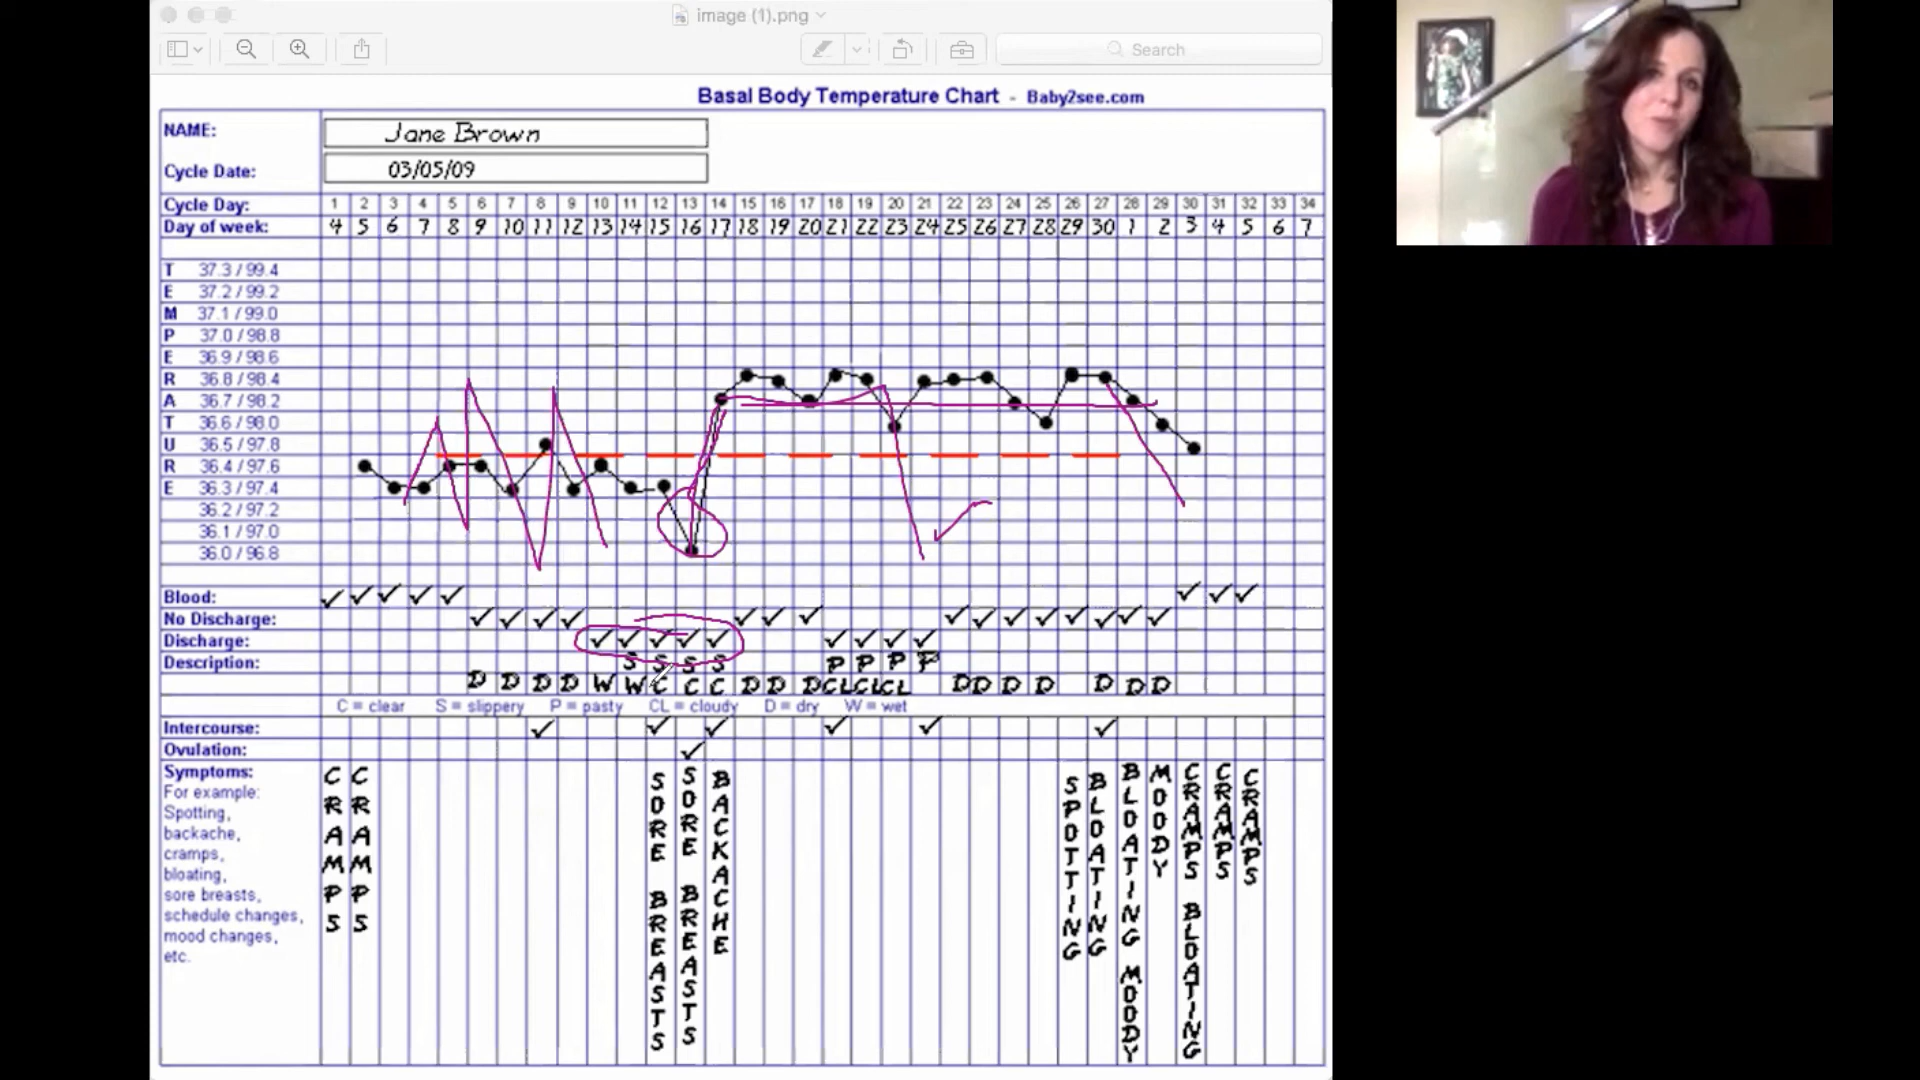 image (1).png
Search
Basal Body Temperature Chart - Baby2see.com
NAME: Jane Brown
Cycle Date: 03/05/09
Cycle Day: 1 2 3 4 5 6 7 8 9 10 11 12 13 14 15 16 17 18 19 20 21 22 23 24 25 26 27 28 29 30 31 32 33 34
Day of week: 4 5 6 7 8 9 10 11 12 13 14 15 16 17 18 19 20 21 22 23 24 25 26 27 28 29 30 1 2 3 4 5 6 7
T 37.3 / 99.4
E 37.2 / 99.2
M 37.1 / 99.0
P 37.0 / 98.8
E 36.9 / 98.6
R 36.8 / 98.4
A 36.7 / 98.2
T 36.6 / 98.0
U 36.5 / 97.8
R 36.4 / 97.6
E 36.3 / 97.4
36.2 / 97.2
36.1 / 97.0
36.0 / 96.8
Blood:
No Discharge:
Discharge:
Description: S S S S P P P P
D D D D W W C C C D D D CL CL CL D D D D D D D
C = clear S = slippery P = pasty CL = cloudy D = dry W = wet
Intercourse:
Ovulation:
Symptoms: CRAMPS CRAMPS SORE BREASTS SORE BREASTS BACKACHE SPOTTING BLOATING BLOATING MOODY MOODY CRAMPS BLOATING CRAMPS CRAMPS
For example:
Spotting,
backache,
cramps,
bloating,
sore breasts,
schedule changes,
mood changes,
etc.